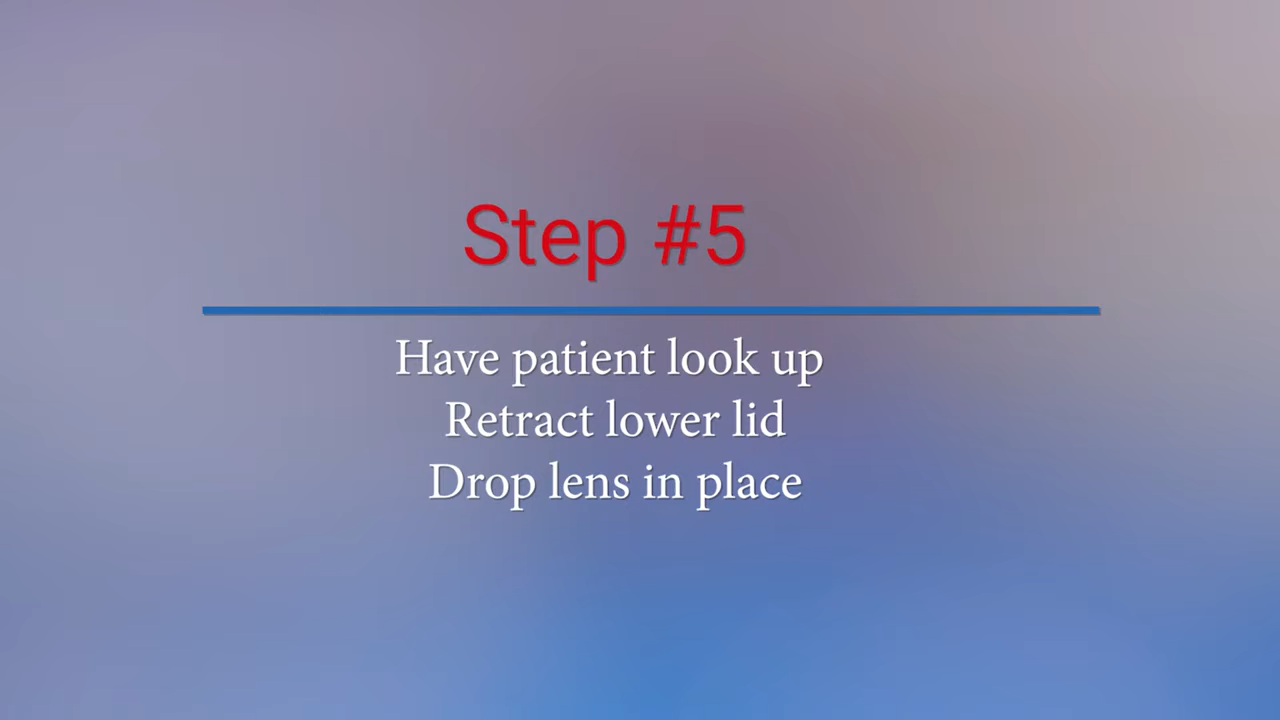 Step #5
Have patient look up
Retract lower lid
Drop lens in place